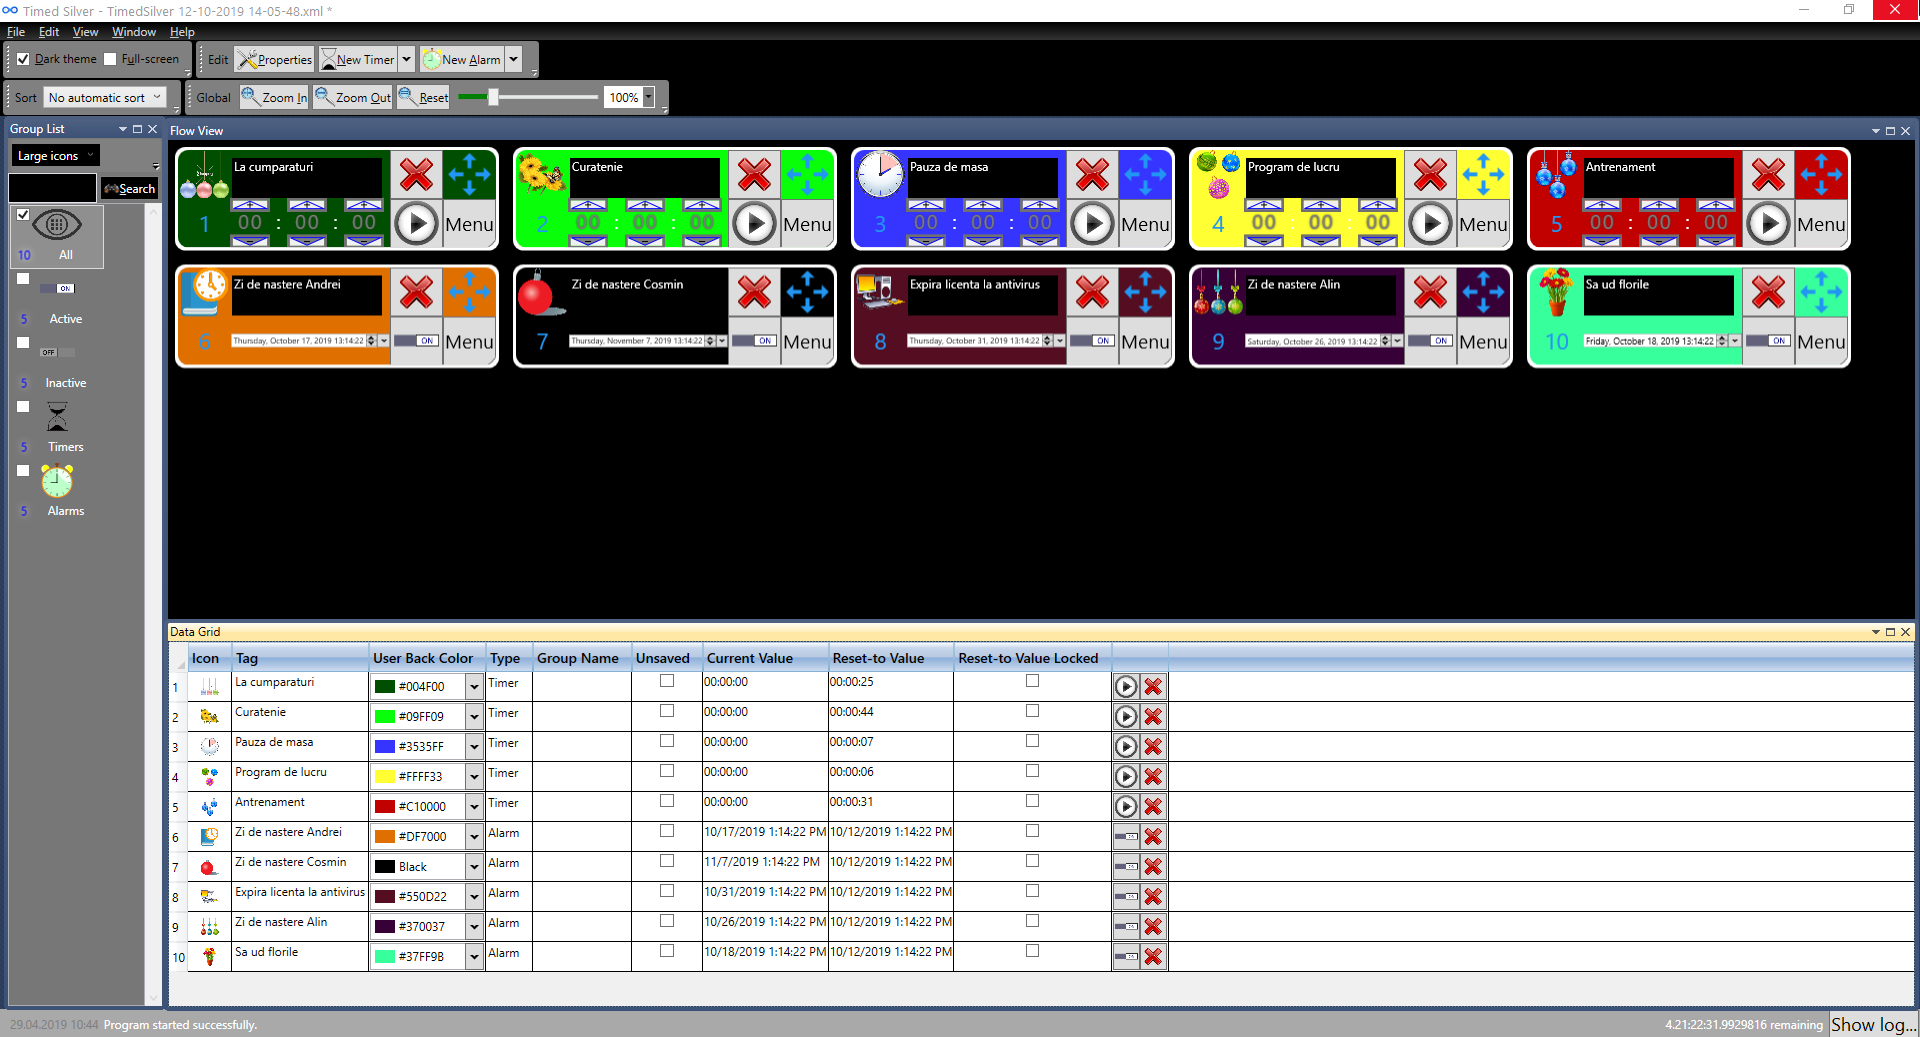 Timed Silver - TimedSilver 12-10-2019 14-05-48.xml *
File Edit View Window Help
Dark theme Full-screen Edit Properties New Timer New Alarm
Sort No automatic sort Global Zoom In Zoom Out Reset 100%
Group List
Large icons
Search
10 All
ON
5 Active
OFF
5 Inactive
5 Timers
5 Alarms
Flow View
La cumparaturi
1 00 : 00 : 00 Menu
Curatenie
2 00 : 00 : 00 Menu
Pauza de masa
3 00 : 00 : 00 Menu
Program de lucru
4 00 : 00 : 00 Menu
Antrenament
5 00 : 00 : 00 Menu
Zi de nastere Andrei
6 Thursday, October 17, 2019 13:14:22 ON Menu
Zi de nastere Cosmin
7 Thursday, November 7, 2019 13:14:22 ON Menu
Expira licenta la antivirus
8 Thursday, October 31, 2019 13:14:22 ON Menu
Zi de nastere Alin
9 Saturday, October 26, 2019 13:14:22 ON Menu
Sa ud florile
10 Friday, October 18, 2019 13:14:22 ON Menu
Data Grid
Icon Tag User Back Color Type Group Name Unsaved Current Value Reset-to Value Reset-to Value Locked
1 La cumparaturi #004F00 Timer 00:00:00 00:00:25
2 Curatenie #09FF09 Timer 00:00:00 00:00:44
3 Pauza de masa #3535FF Timer 00:00:00 00:00:07
4 Program de lucru #FFFF33 Timer 00:00:00 00:00:06
5 Antrenament #C10000 Timer 00:00:00 00:00:31
6 Zi de nastere Andrei #DF7000 Alarm 10/17/2019 1:14:22 PM 10/12/2019 1:14:22 PM
7 Zi de nastere Cosmin Black Alarm 11/7/2019 1:14:22 PM 10/12/2019 1:14:22 PM
8 Expira licenta la antivirus #550D22 Alarm 10/31/2019 1:14:22 PM 10/12/2019 1:14:22 PM
9 Zi de nastere Alin #370037 Alarm 10/26/2019 1:14:22 PM 10/12/2019 1:14:22 PM
10 Sa ud florile #37FF9B Alarm 10/18/2019 1:14:22 PM 10/12/2019 1:14:22 PM
29.04.2019 10:44 Program started successfully. 4.21:22:31.9929816 remaining Show log...